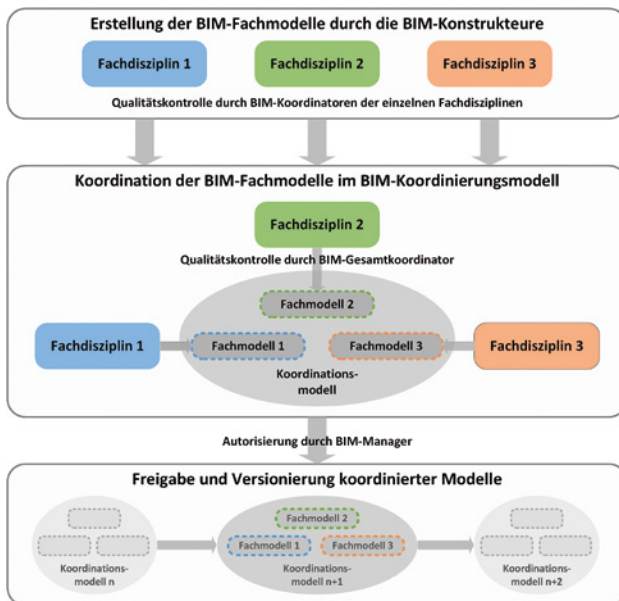 Erstellung der BIM-Fachmodelle durch die BIM-Konstrukteure
Fachdisziplin 1
Fachdisziplin 2
Fachdisziplin 3
Qualitätskontrolle durch BIM-Koordinatoren der einzelnen Fachdisziplinen
Koordination der BIM-Fachmodelle im BIM-Koordinierungsmodell
Fachdisziplin 2
Qualitätskontrolle durch BIM-Gesamtkoordinator
Fachmodell 2
Fachdisziplin 1
Fachmodell 1
Fachmodell 3
Fachdisziplin 3
Koordinations-
modell
Autorisierung durch BIM-Manager
Freigabe und Versionierung koordinierter Modelle
Fachmodell 2
Fachmodell 1
Fachmodell 3
Koordinations-
modell n
Koordinations-
modell n+1
Koordinations-
modell n+2